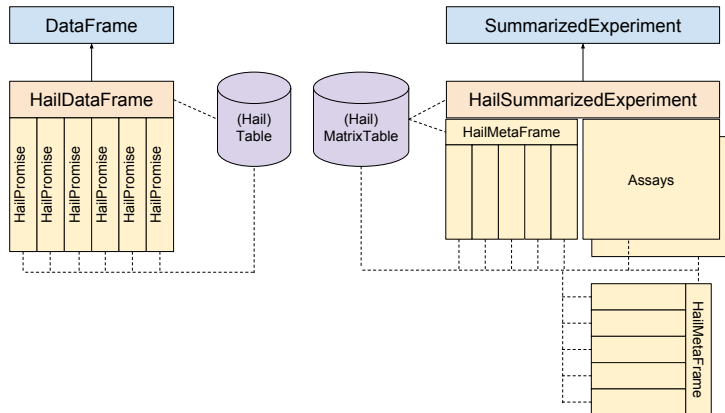 DataFrame
SummarizedExperiment
HailDataFrame
(Hail)
Table
(Hail)
MatrixTable
HailSummarizedExperiment
HailPromise
HailPromise
HailPromise
HailPromise
HailPromise
HailPromise
HailMetaFrame
Assays
HailMetaFrame